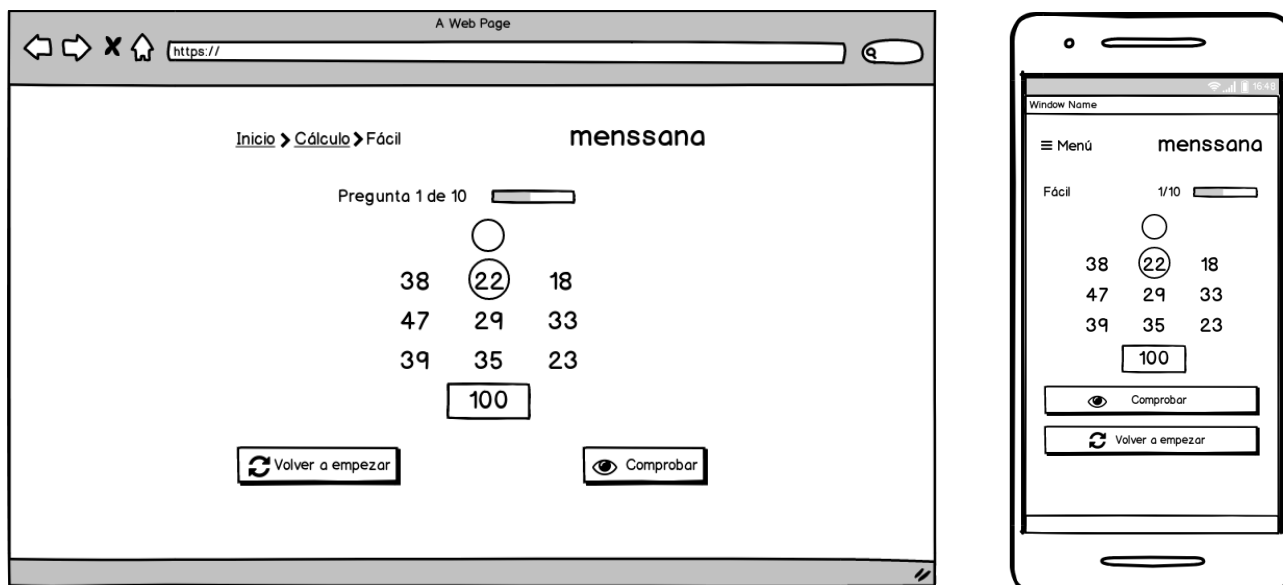 A Web Page
https://
Inicio > Cálculo > Fácil
menssana
Pregunta 1 de 10
38 22 18
47 29 33
39 35 23
100
Volver a empezar
Comprobar
16:48
Window Name
Menú
menssana
Fácil
1/10
38 22 18
47 29 33
39 35 23
100
Comprobar
Volver a empezar